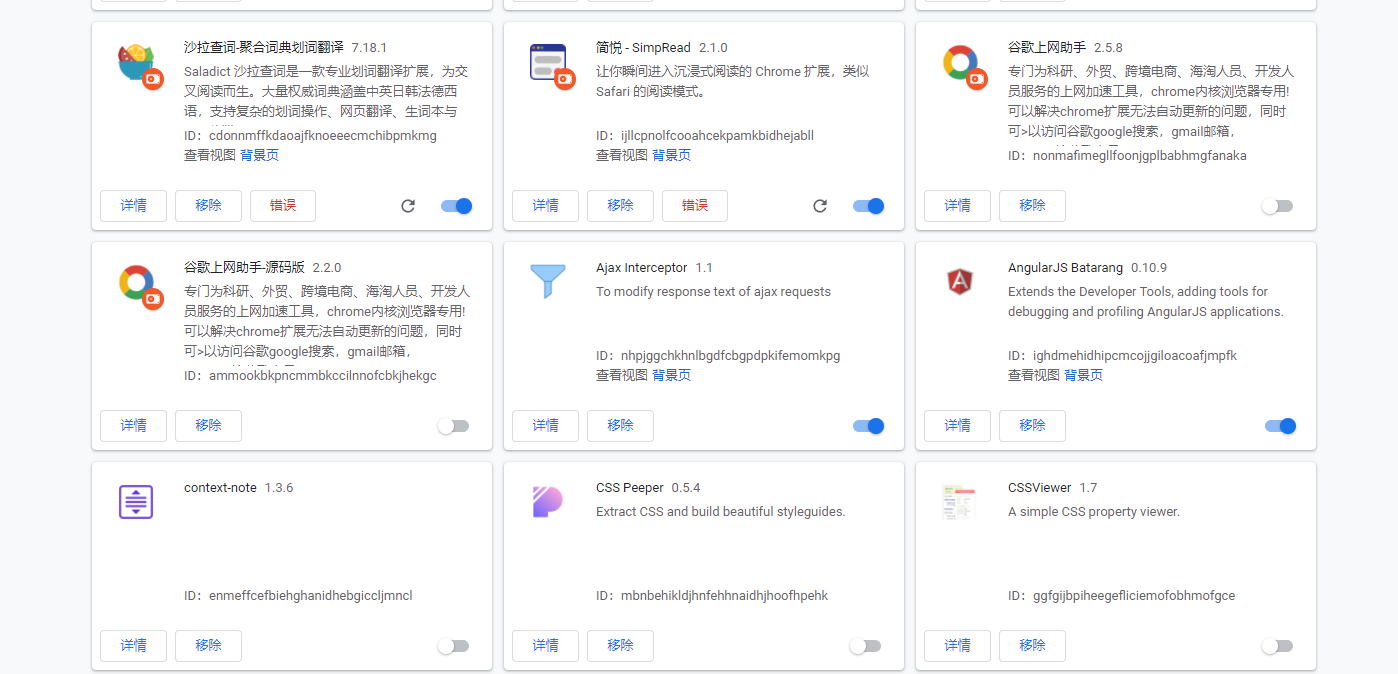 沙拉查词-聚合词典划词翻译 7.18.1
Saladict 沙拉查词是一款专业划词翻译扩展，为交
叉阅读而生。大量权威词典涵盖中英日韩法德西
语，支持复杂的划词操作、网页翻译、生词本与
ID：cdonnmffkdaoajfknoeeecmchibpmkmg
查看视图 背景页
详情 移除 错误
简悦 - SimpRead 2.1.0
让你瞬间进入沉浸式阅读的 Chrome 扩展，类似
Safari 的阅读模式。
ID：ijllcpnolfcooahcekpamkbidhejabll
查看视图 背景页
详情 移除 错误
谷歌上网助手 2.5.8
专门为科研、外贸、跨境电商、海淘人员、开发人
员服务的上网加速工具，chrome内核浏览器专用!
可以解决chrome扩展无法自动更新的问题，同时
可>以访问谷歌google搜索，gmail邮箱，
ID：nonmafimegllfoonjgplbabhmgfanaka
详情 移除
谷歌上网助手-源码版 2.2.0
专门为科研、外贸、跨境电商、海淘人员、开发人
员服务的上网加速工具，chrome内核浏览器专用!
可以解决chrome扩展无法自动更新的问题，同时
可>以访问谷歌google搜索，gmail邮箱，
ID：ammookbkpncmmbkccilnnofcbkjhekgc
详情 移除
Ajax Interceptor 1.1
To modify response text of ajax requests
ID：nhpjggchkhnlbgdfcbgpdpkifemomkpg
查看视图 背景页
详情 移除
AngularJS Batarang 0.10.9
Extends the Developer Tools, adding tools for
debugging and profiling AngularJS applications.
ID：ighdmehidhipcmcojjgiloacoafjmpfk
查看视图 背景页
详情 移除
context-note 1.3.6
ID：enmeffcefbiehghanidhebgiccljmncl
详情 移除
CSS Peeper 0.5.4
Extract CSS and build beautiful styleguides.
ID：mbnbehikldjhnfehhnaidhjhoofhpehk
详情 移除
CSSViewer 1.7
A simple CSS property viewer.
ID：ggfgijbpiheegefliciemofobhmofgce
详情 移除